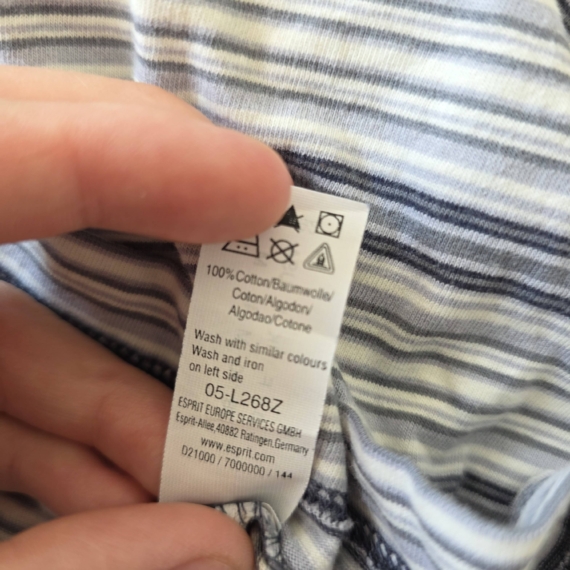 100% Cotton/Baumwolle/
Coton/Algodon/
Algodao/Cotone
Wash with similar colours
Wash and iron
on left side
05-L268Z
ESPRIT EUROPE SERVICES GMBH
Esprit-Allee,40882 Ratingen,Germany
www.esprit.com
D21000 / 7000000 / 144